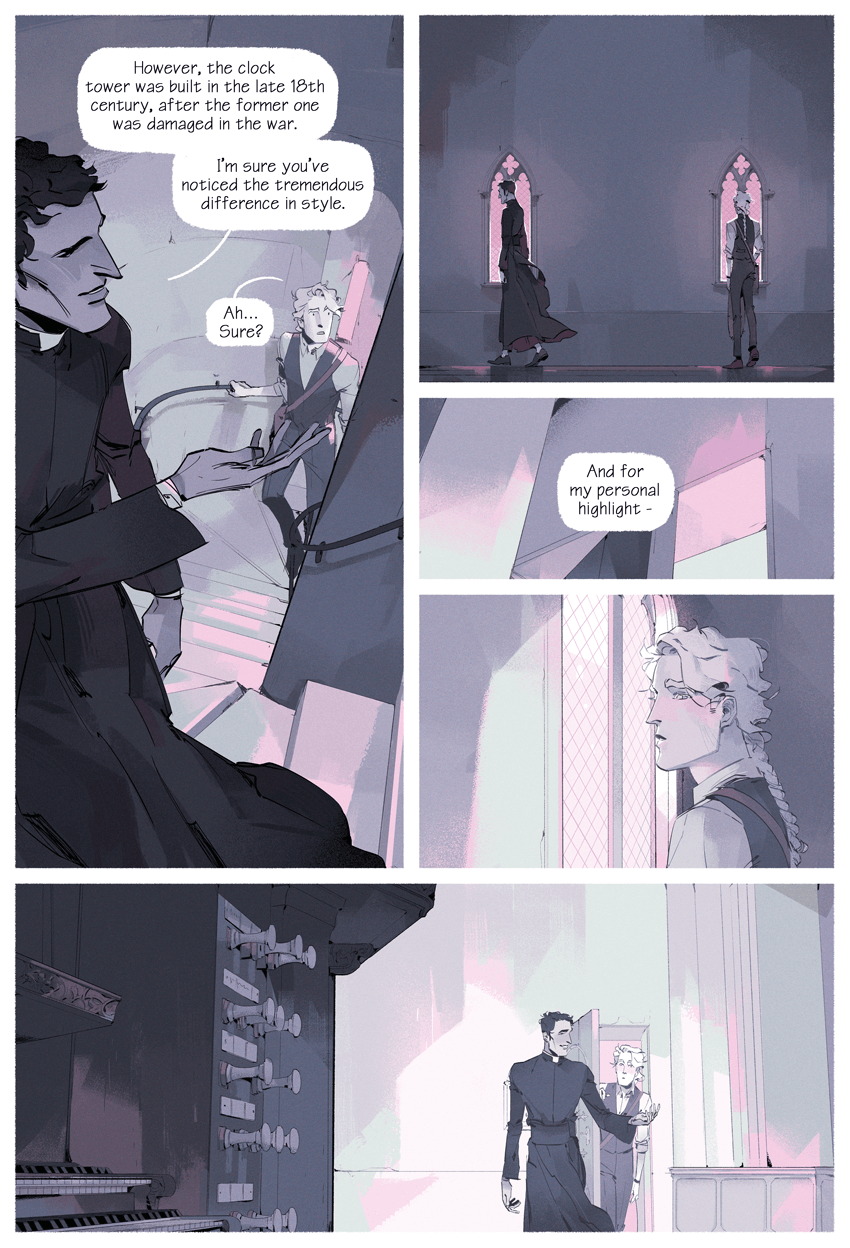 However, the clock
tower was built in the late 18th
century, after the former one
was damaged in the war.
I'm sure you've
noticed the tremendous
difference in style.
Ah...
Sure?
And for
my personal
highlight -